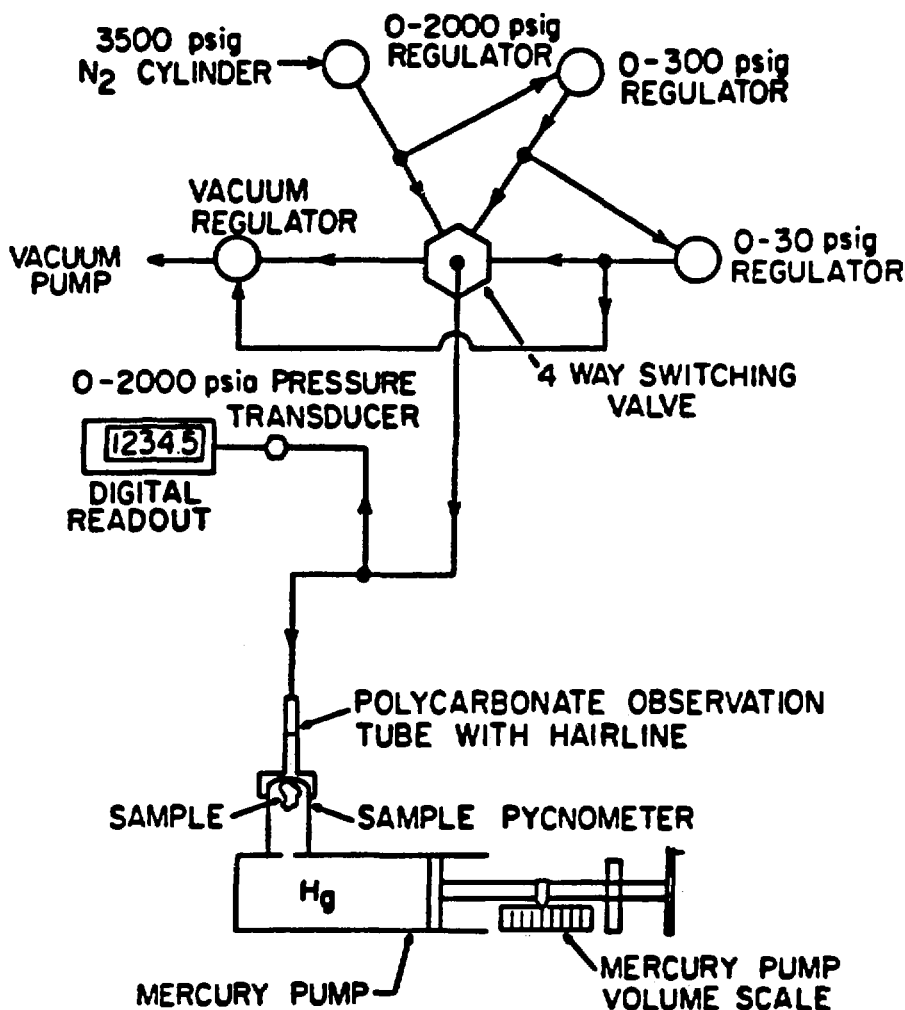 3500 psig
N2 CYLINDER
0-2000 psig
REGULATOR
0-300 psig
REGULATOR
VACUUM
REGULATOR
VACUUM
PUMP
0-30 psig
REGULATOR
4 WAY SWITCHING
VALVE
0-2000 psia PRESSURE
TRANSDUCER
1234.5
DIGITAL
READOUT
POLYCARBONATE OBSERVATION
TUBE WITH HAIRLINE
SAMPLE
SAMPLE PYCNOMETER
Hg
MERCURY PUMP
MERCURY PUMP
VOLUME SCALE